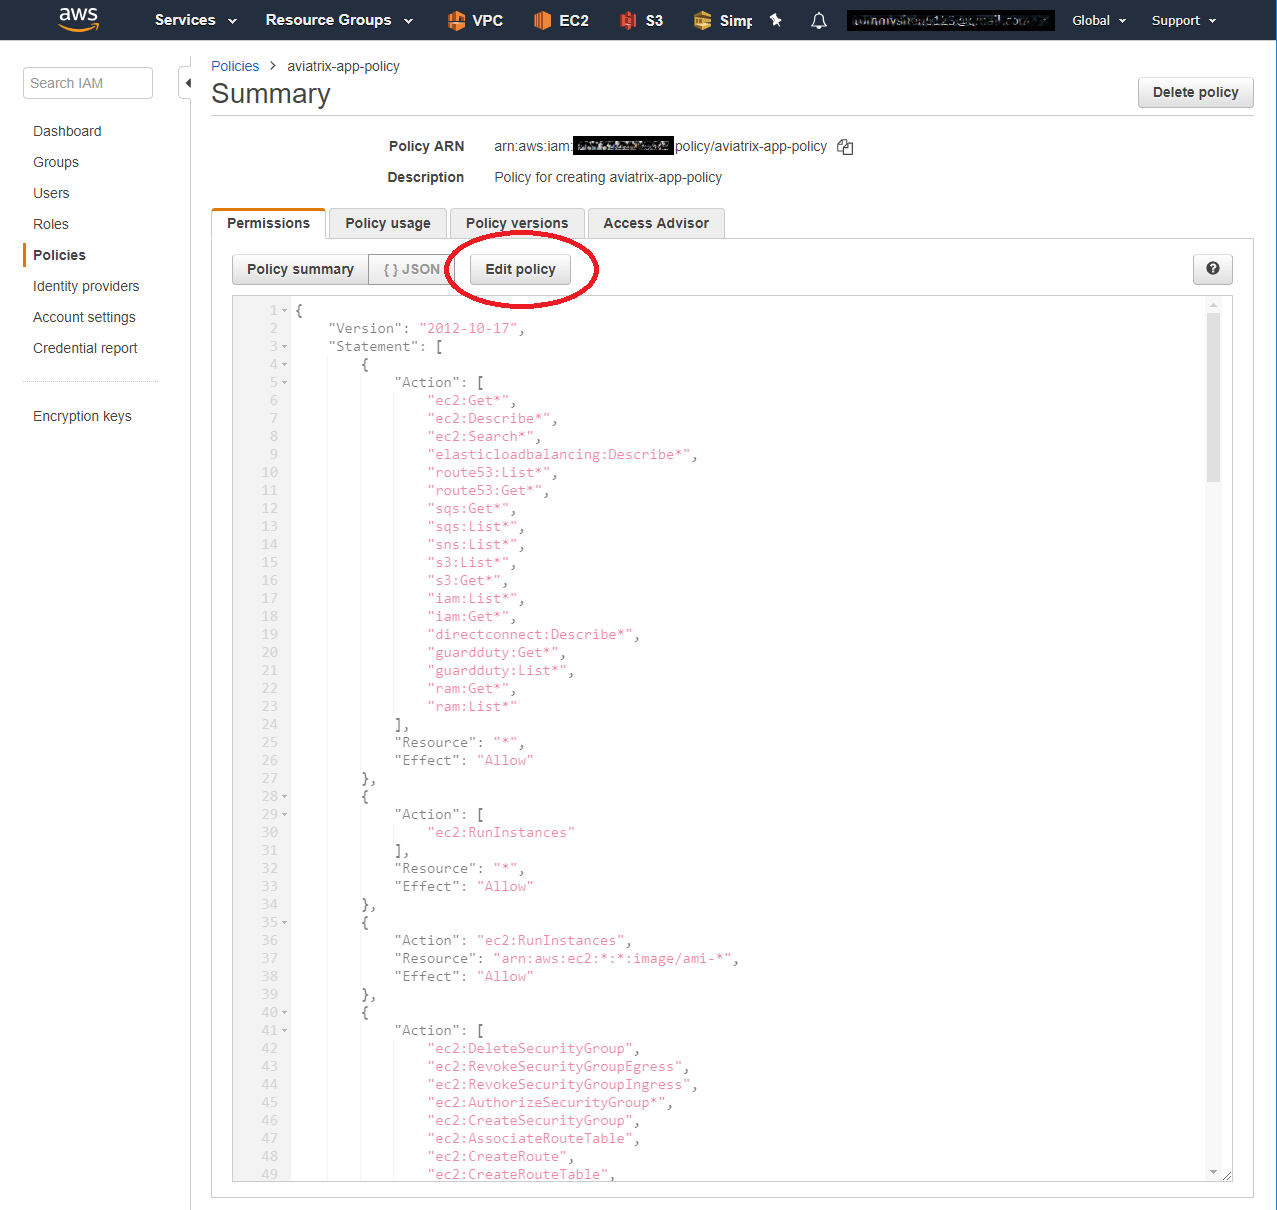 aws Services Resource Groups VPC EC2 S3 Simp Global Support
Search IAM
Dashboard
Groups
Users
Roles
Policies
Identity providers
Account settings
Credential report
Encryption keys
Policies > aviatrix-app-policy
Summary
Delete policy
Policy ARN arn:aws:iam: policy/aviatrix-app-policy
Description Policy for creating aviatrix-app-policy
Permissions Policy usage Policy versions Access Advisor
Policy summary { } JSON Edit policy
1 {
2 "Version": "2012-10-17",
3 "Statement": [
4 {
5 "Action": [
6 "ec2:Get*",
7 "ec2:Describe*",
8 "ec2:Search*",
9 "elasticloadbalancing:Describe*",
10 "route53:List*",
11 "route53:Get*",
12 "sqs:Get*",
13 "sqs:List*",
14 "sns:List*",
15 "s3:List*",
16 "s3:Get*",
17 "iam:List*",
18 "iam:Get*",
19 "directconnect:Describe*",
20 "guardduty:Get*",
21 "guardduty:List*",
22 "ram:Get*",
23 "ram:List*"
24 ],
25 "Resource": "*",
26 "Effect": "Allow"
27 },
28 {
29 "Action": [
30 "ec2:RunInstances"
31 ],
32 "Resource": "*",
33 "Effect": "Allow"
34 },
35 {
36 "Action": "ec2:RunInstances",
37 "Resource": "arn:aws:ec2:*:*:image/ami-*",
38 "Effect": "Allow"
39 },
40 {
41 "Action": [
42 "ec2:DeleteSecurityGroup",
43 "ec2:RevokeSecurityGroupEgress",
44 "ec2:RevokeSecurityGroupIngress",
45 "ec2:AuthorizeSecurityGroup*",
46 "ec2:CreateSecurityGroup",
47 "ec2:AssociateRouteTable",
48 "ec2:CreateRoute",
49 "ec2:CreateRouteTable",